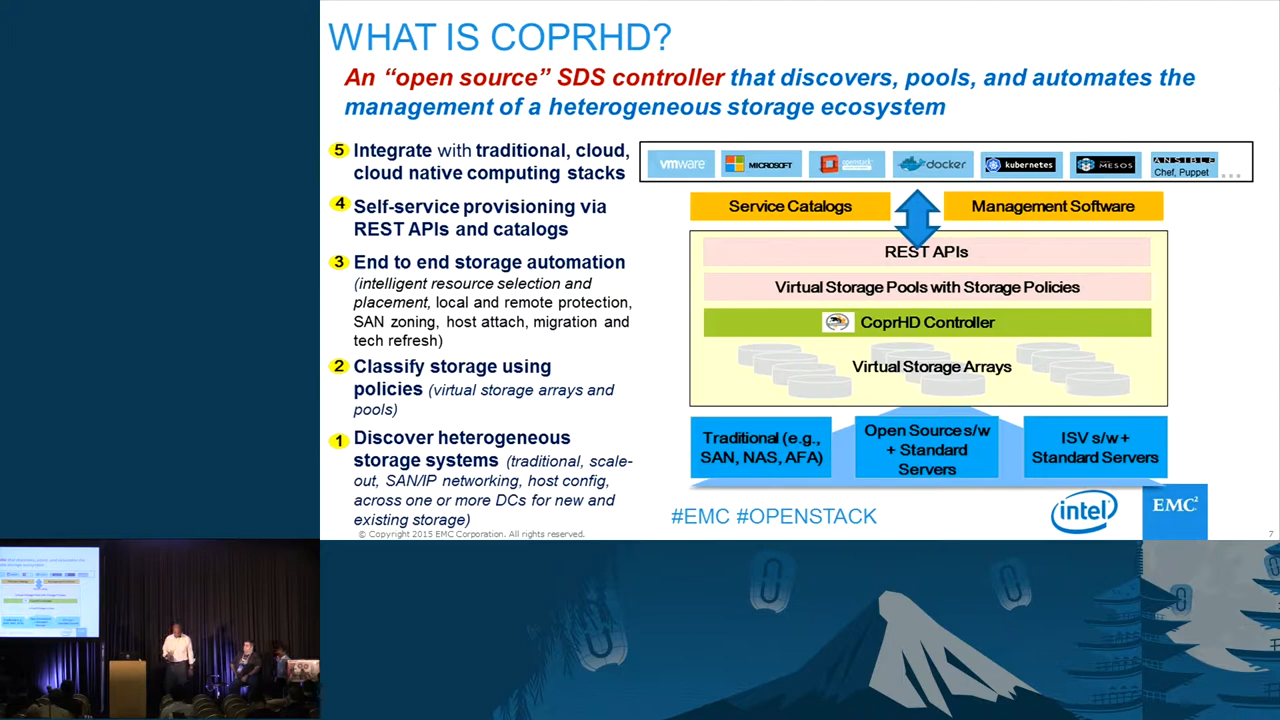 WHAT IS COPRHD?
An “open source” SDS controller that discovers, pools, and automates the
management of a heterogeneous storage ecosystem
5 Integrate with traditional, cloud,
cloud native computing stacks
4 Self-service provisioning via
REST APIs and catalogs
3 End to end storage automation
(intelligent resource selection and
placement, local and remote protection,
SAN zoning, host attach, migration and
tech refresh)
2 Classify storage using
policies (virtual storage arrays and
pools)
1 Discover heterogeneous
storage systems (traditional, scale-
out, SAN/IP networking, host config,
across one or more DCs for new and
existing storage)
vmware
MICROSOFT
openstack
docker
kubernetes
MESOS
ANSIBLE
Chef, Puppet ...
Service Catalogs
Management Software
REST APIs
Virtual Storage Pools with Storage Policies
CoprHD Controller
Virtual Storage Arrays
Traditional (e.g.,
SAN, NAS, AFA)
Open Source s/w
+ Standard
Servers
ISV s/w +
Standard Servers
#EMC #OPENSTACK
intel
EMC²
© Copyright 2015 EMC Corporation. All rights reserved.
7